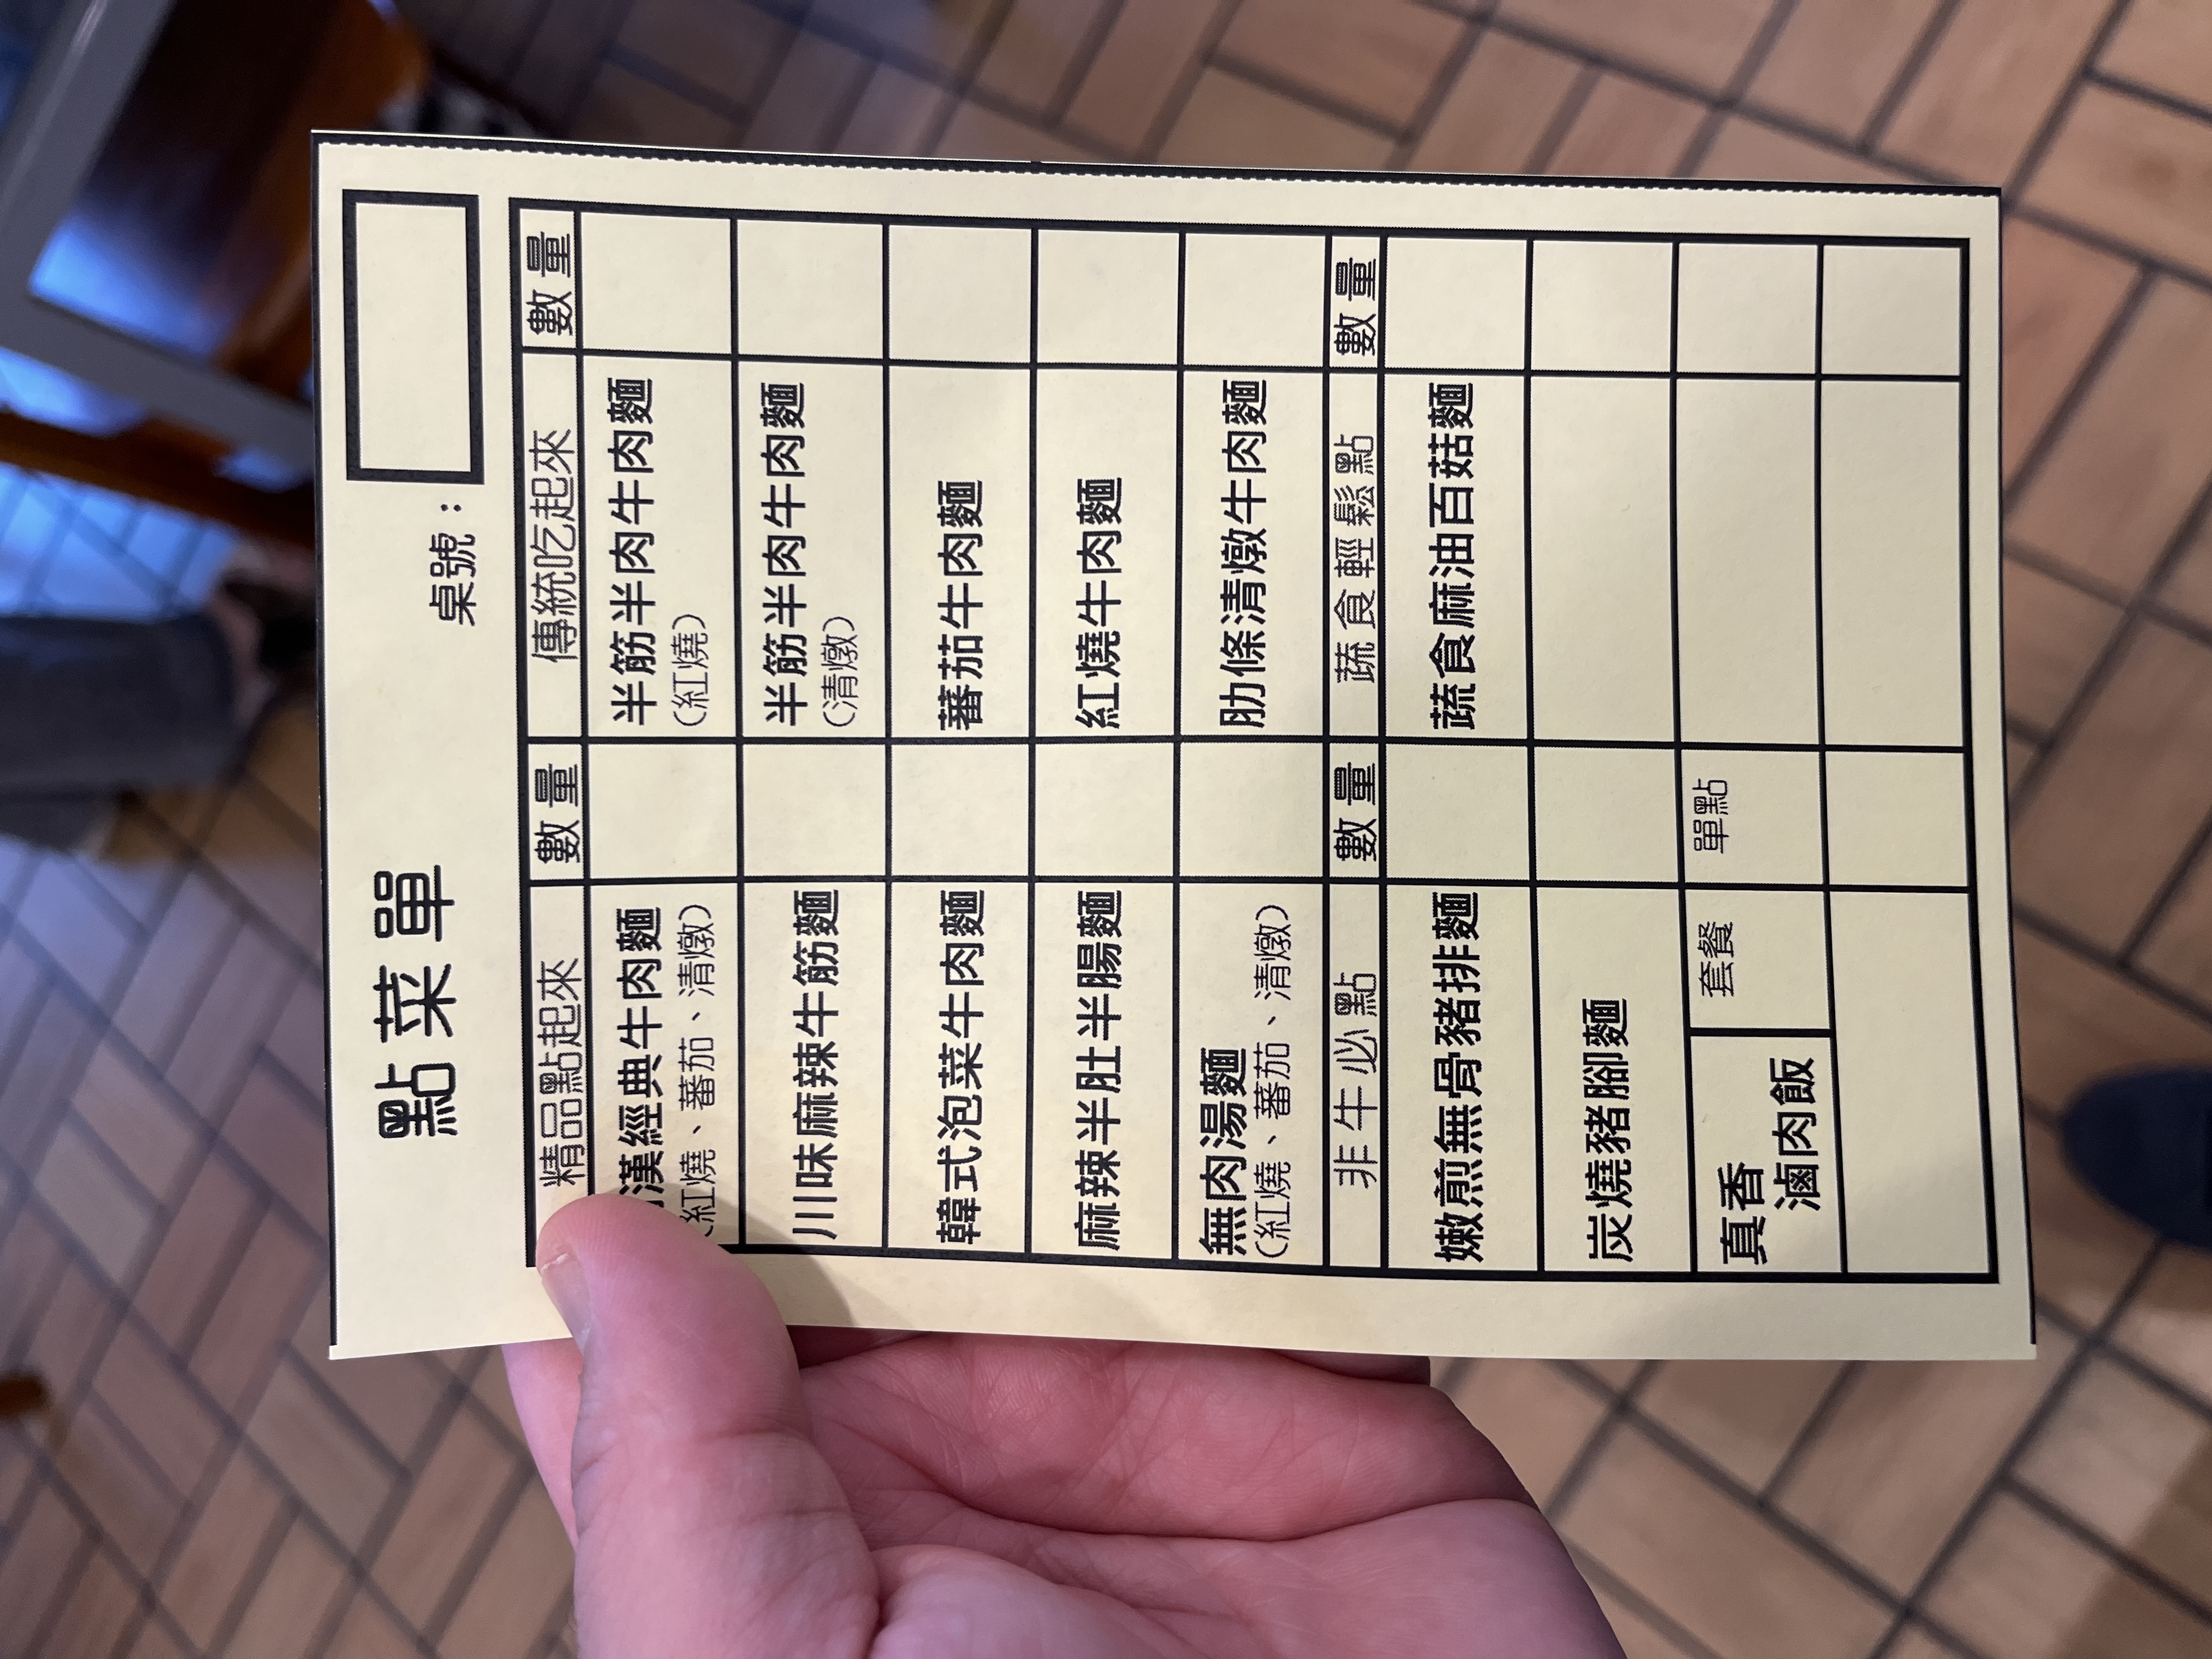 點菜單
桌號：
精品點起來 數量 傳統吃起來 數量
漢經典牛肉麵
（紅燒、蕃茄、清燉）
半筋半肉牛肉麵
（紅燒）
川味麻辣牛筋麵
半筋半肉牛肉麵
（清燉）
韓式泡菜牛肉麵 蕃茄牛肉麵
麻辣半肚半腸麵 紅燒牛肉麵
無肉湯麵
（紅燒、蕃茄、清燉）
肋條清燉牛肉麵
非牛必點 數量 蔬食輕鬆點 數量
嫩煎無骨豬排麵 蔬食麻油百菇麵
炭燒豬腳麵
真香
滷肉飯
套餐 單點